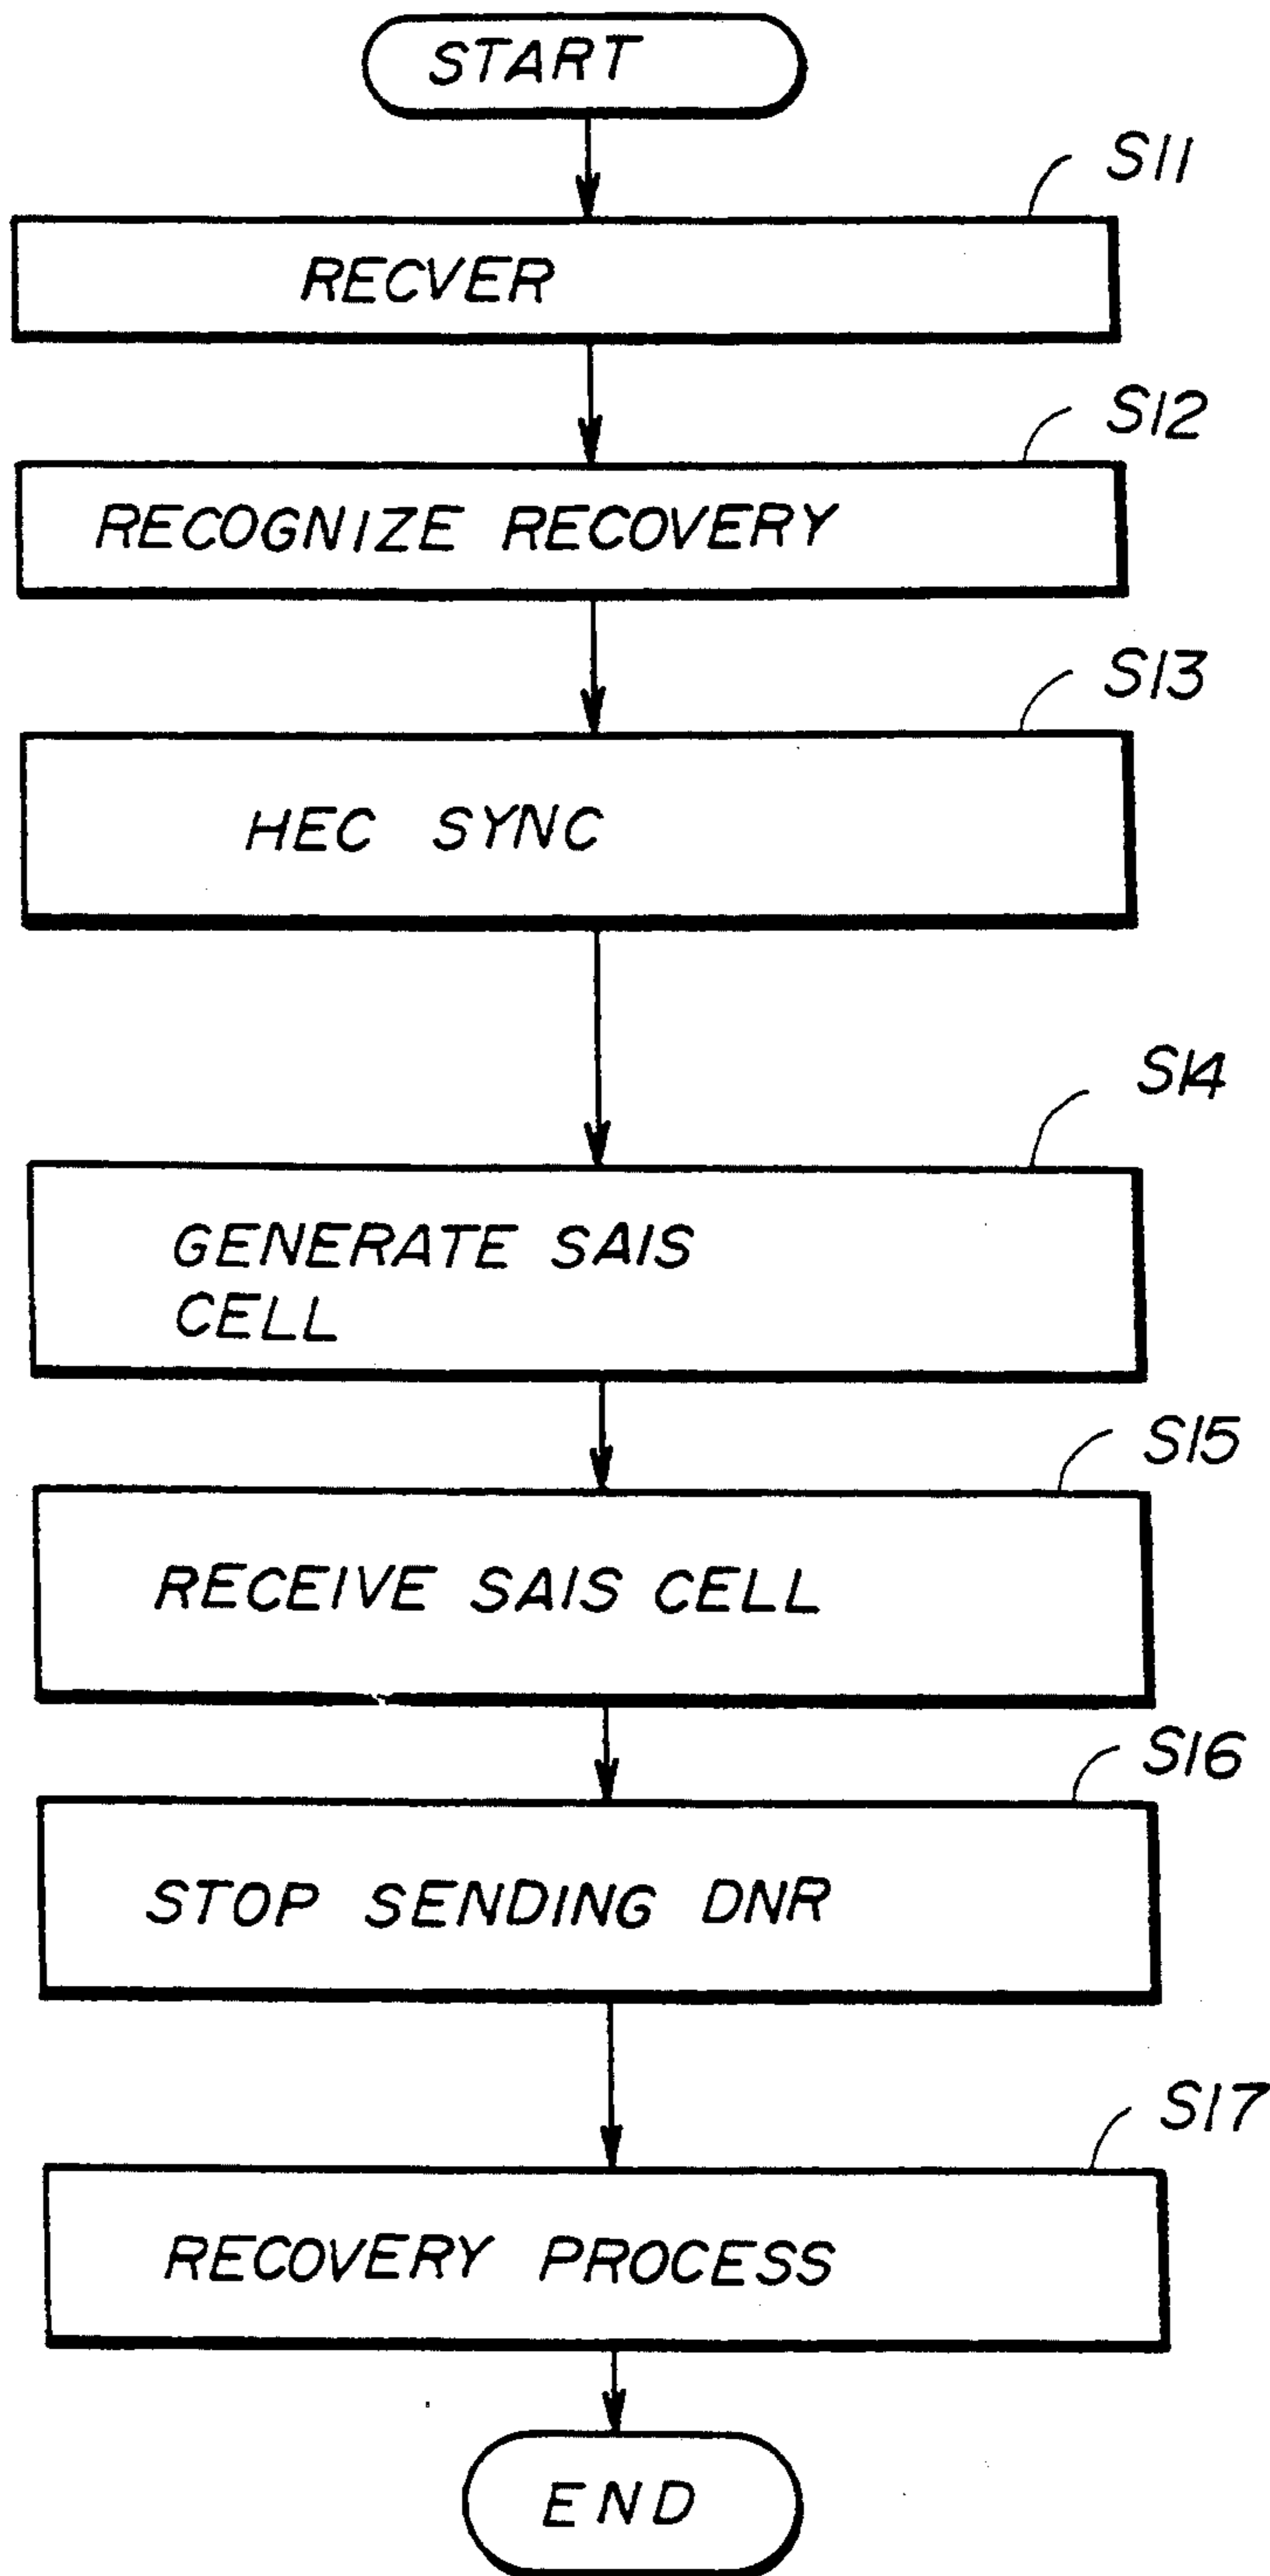 START
S11
RECVER
S12
RECOGNIZE RECOVERY
S13
HEC SYNC
S14
GENERATE SAIS
CELL
S15
RECEIVE SAIS CELL
S16
STOP SENDING DNR
S17
RECOVERY PROCESS
END